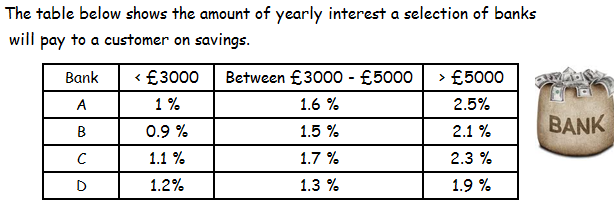 The table below shows the amount of yearly interest a selection of banks
will pay to a customer on savings.
Bank < £3000 Between £3000 - £5000 > £5000
A 1 % 1.6 % 2.5%
B 0.9 % 1.5 % 2.1 %
C 1.1 % 1.7 % 2.3 %
D 1.2% 1.3 % 1.9 %
BANK